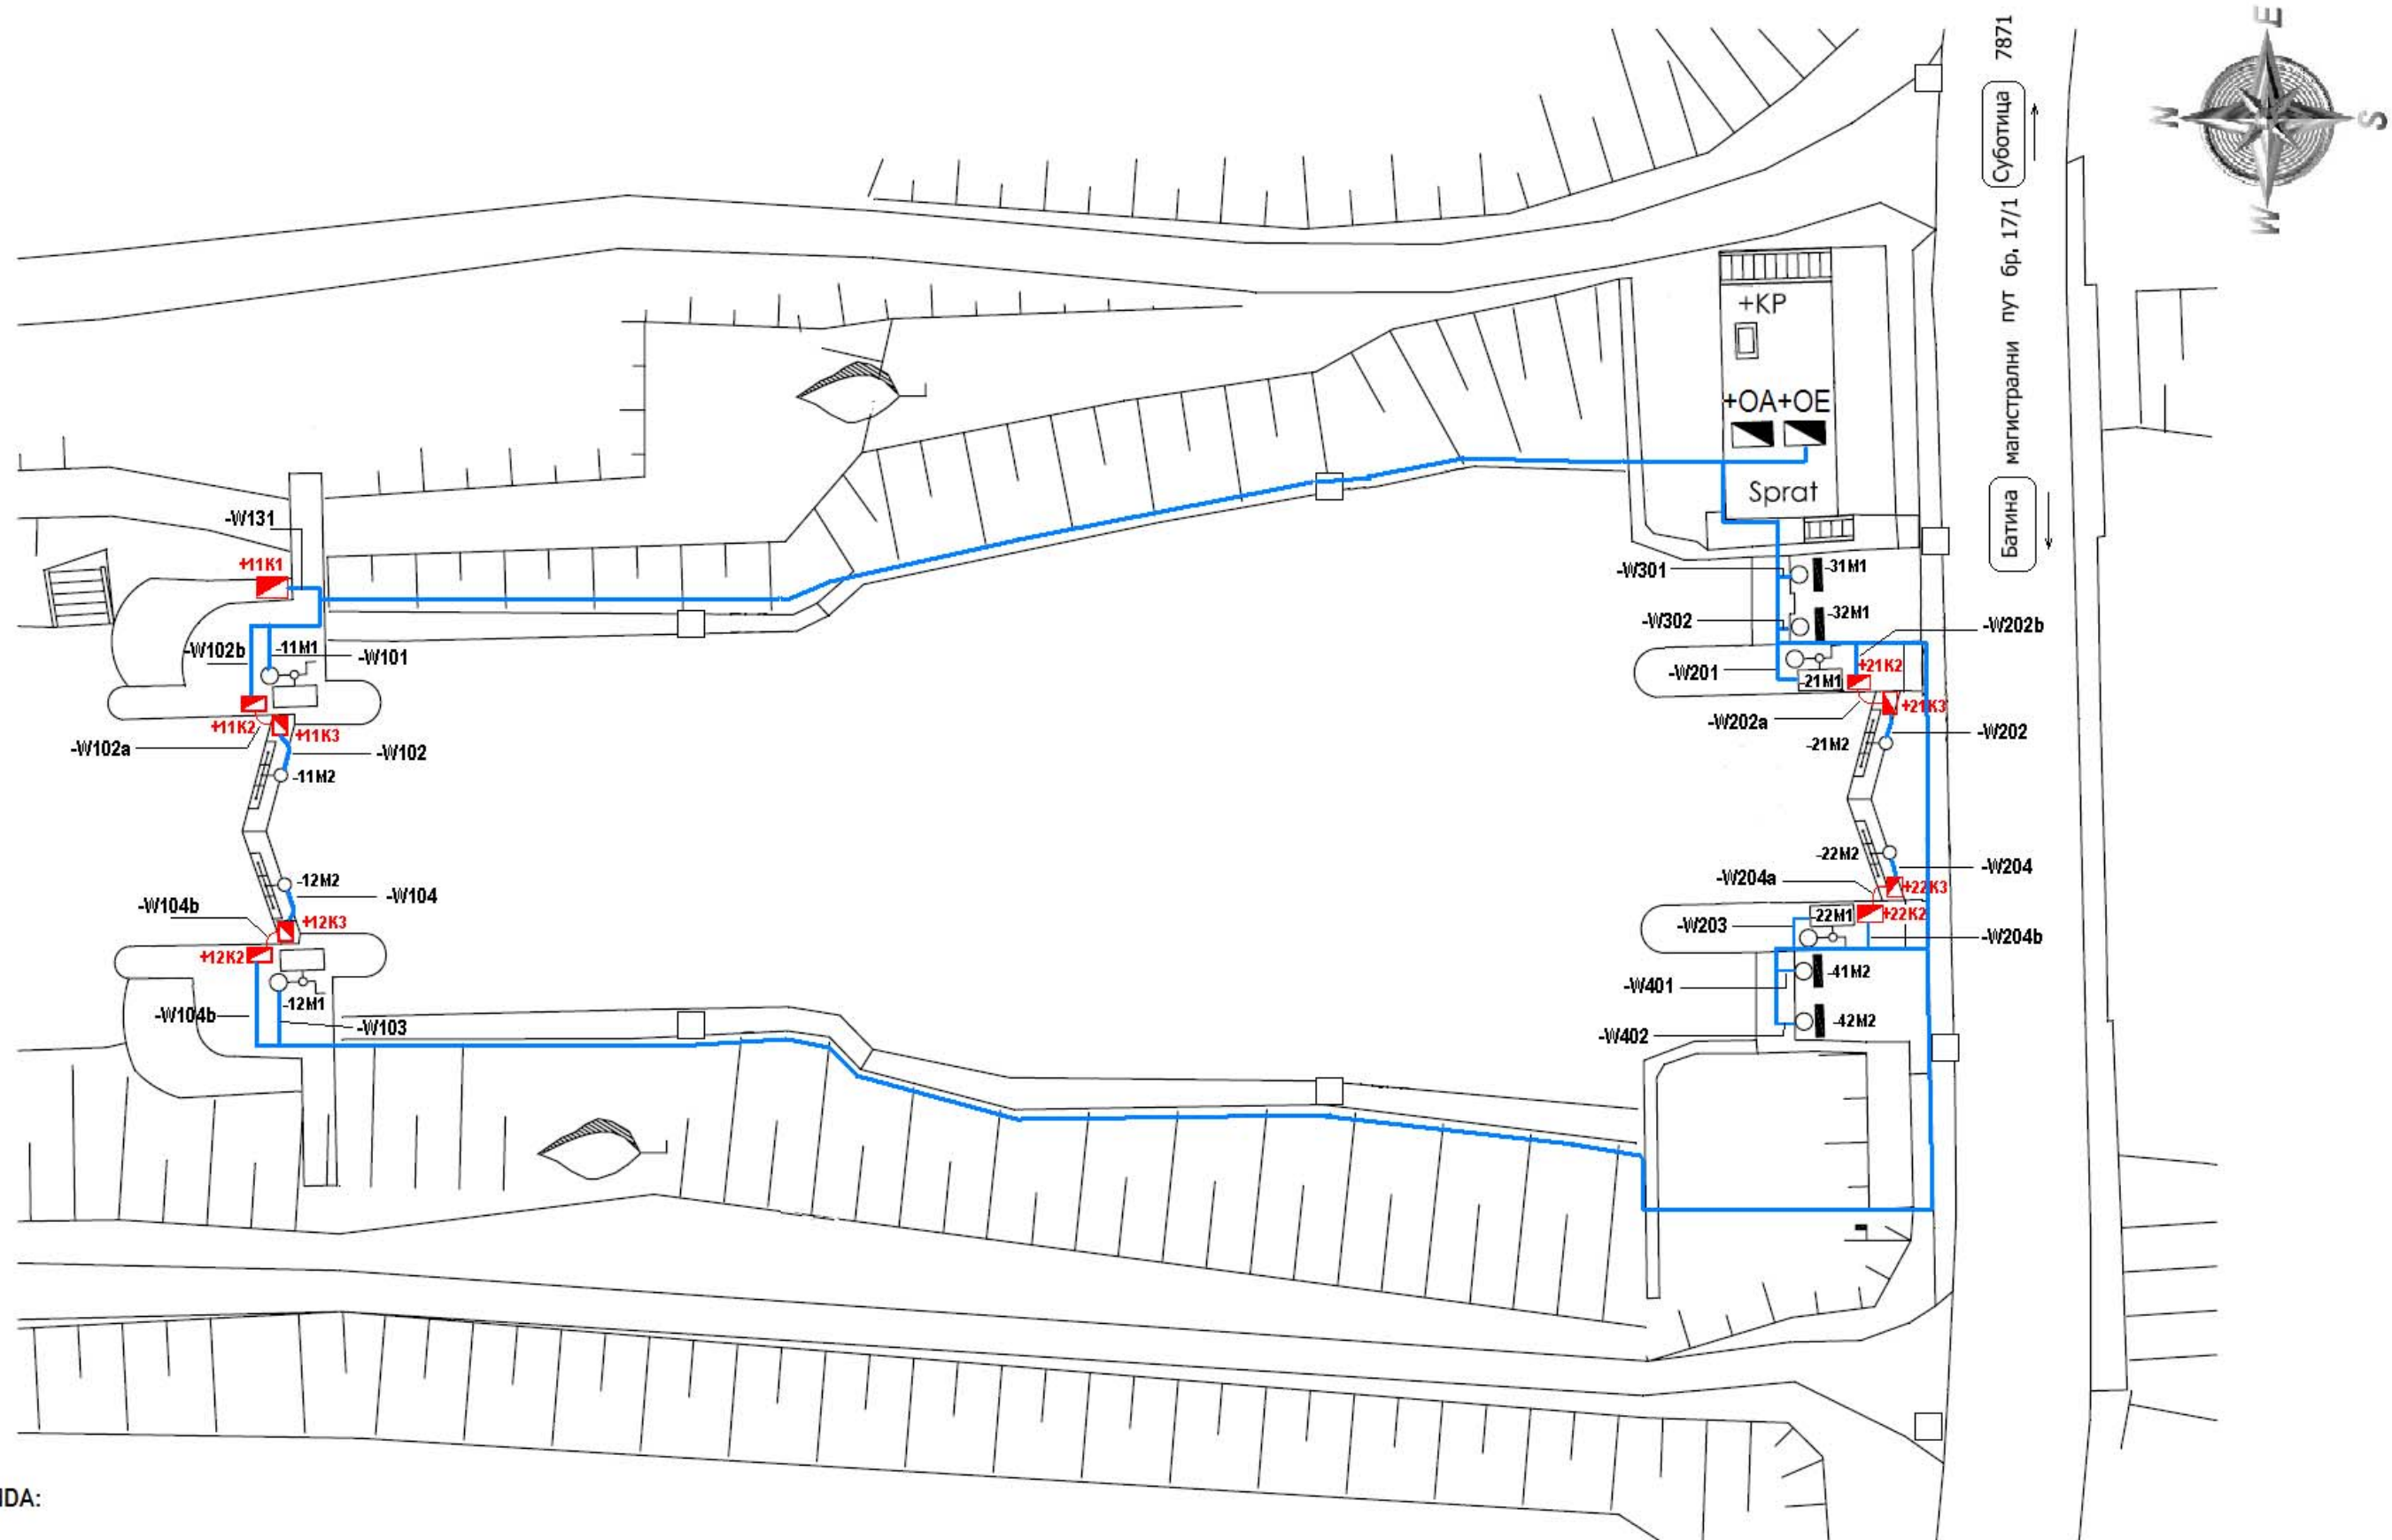 E
N
S
W
7871
Суботица
магистрални пут бр, 17/1
Батина
+KP
+OA+OE
Sprat
-W131
+11K1
-W102b
-11M1
-W101
+11K2
+11K3
-W102a
-W102
-11M2
-12M2
-W104
-W104b
+12K3
+12K2
-12M1
-W104b
-W103
-W301
-31M1
-W302
-32M1
-W202b
-W201
-21M1
+21K2
+21K3
-W202a
-W202
-21M2
-22M2
-W204
-W204a
+22K3
-22M1
+22K2
-W203
-W204b
-41M2
-W401
-42M2
-W402
IDA: